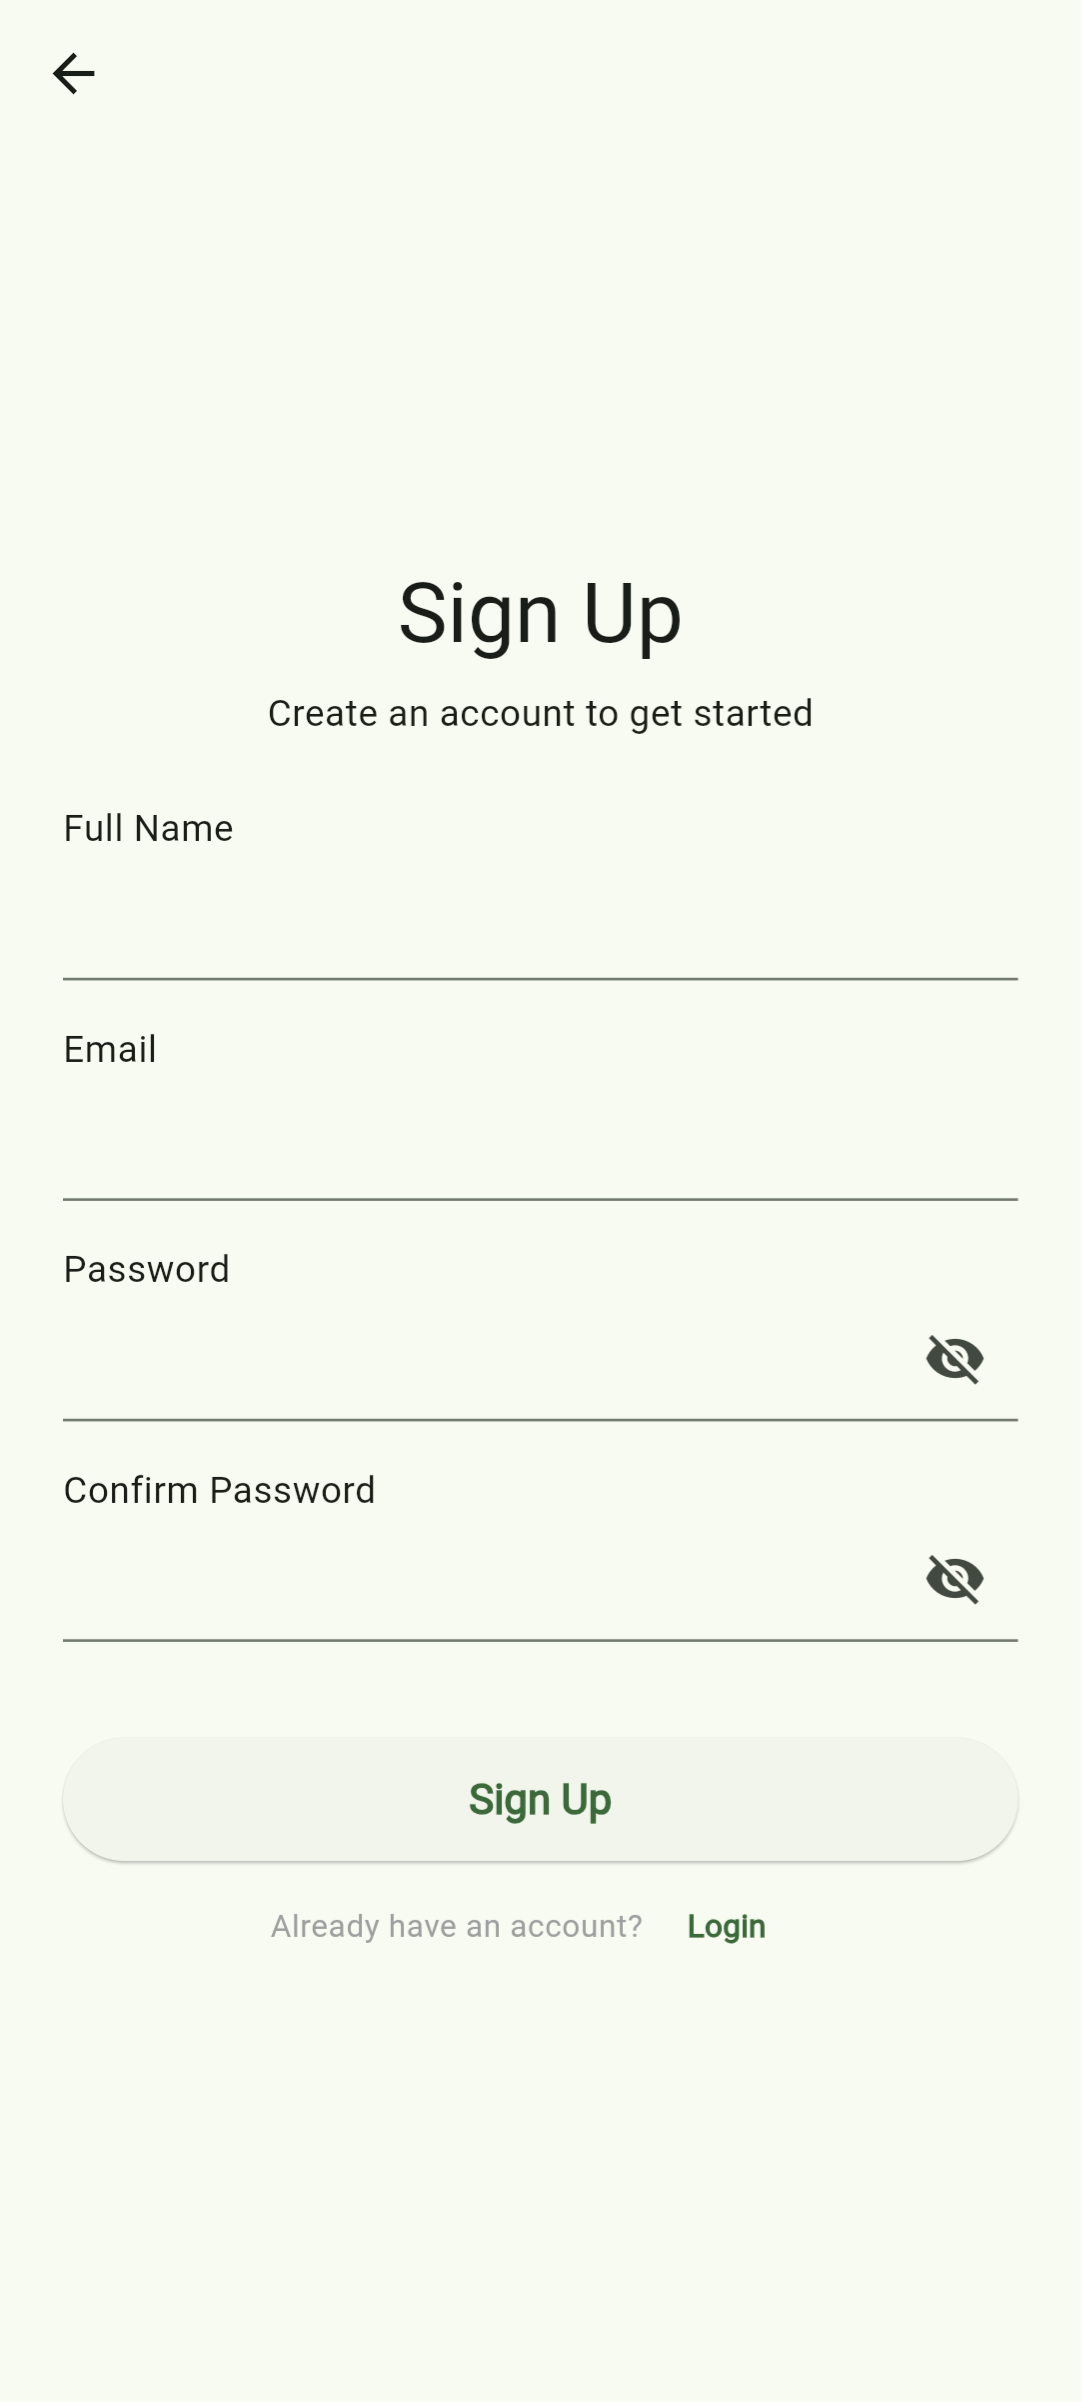 Sign Up
Create an account to get started
Full Name
Email
Password
Confirm Password
Sign Up
Already have an account? Login